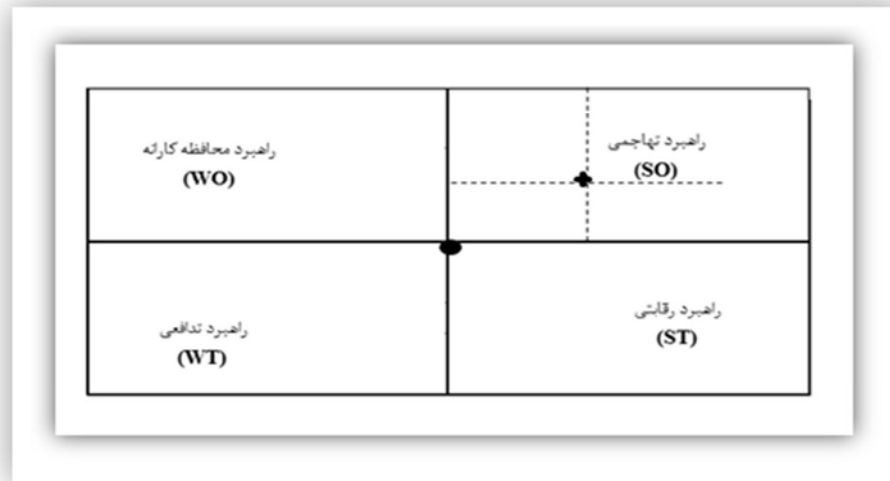 راهبرد محافظه کارانه
(WO)
راهبرد تهاجمی
(SO)
راهبرد تدافعی
(WT)
راهبرد رقابتی
(ST)